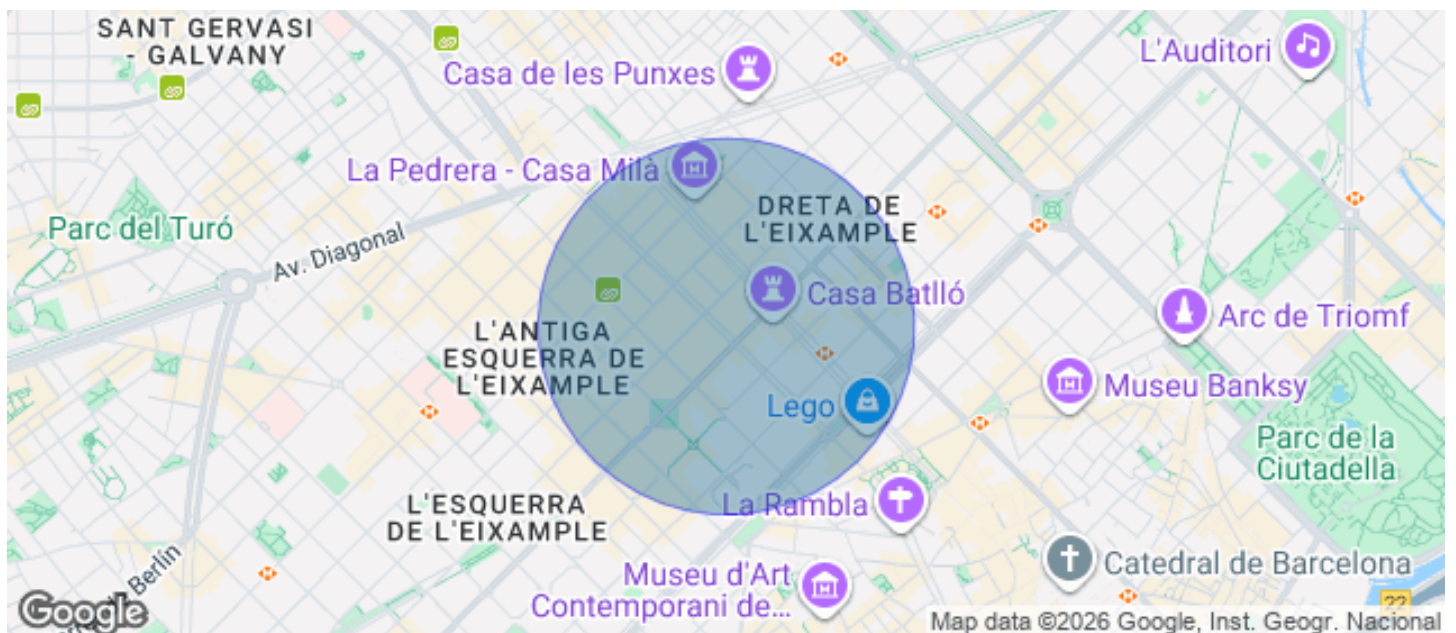 SANT GERVASI
- GALVANY
Casa de les Punxes
L'Auditori
La Pedrera - Casa Milà
DRETA DE
L'EIXAMPLE
Parc del Turó
Av. Diagonal
Casa Batlló
Arc de Triomf
L'ANTIGA
ESQUERRA DE
L'EIXAMPLE
Museu Banksy
Lego
Parc de la
Ciutadella
La Rambla
L'ESQUERRA
DE L'EIXAMPLE
Catedral de Barcelona
Berlín
Museu d'Art
Contemporani de...
22
Google
Map data ©2026 Google, Inst. Geogr. Nacional